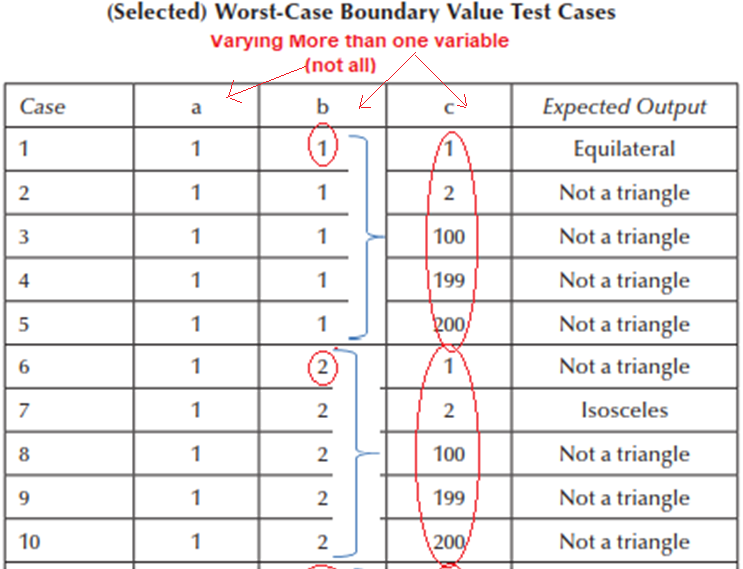 (Selected) Worst-Case Boundary Value Test Cases
Varying More than one variable
(not all)
Case a b c Expected Output
1 1 1 1 Equilateral
2 1 1 2 Not a triangle
3 1 1 100 Not a triangle
4 1 1 199 Not a triangle
5 1 1 200 Not a triangle
6 1 2 1 Not a triangle
7 1 2 2 Isosceles
8 1 2 100 Not a triangle
9 1 2 199 Not a triangle
10 1 2 200 Not a triangle